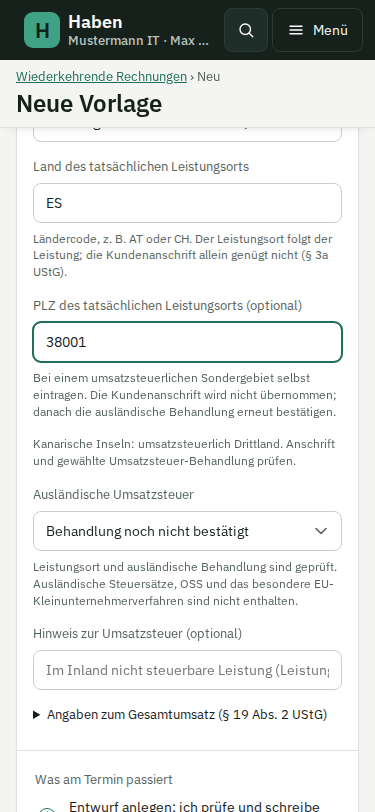 H Haben
Mustermann IT · Max ...
Menü
Wiederkehrende Rechnungen › Neu
Neue Vorlage
Land des tatsächlichen Leistungsorts
ES
Ländercode, z. B. AT oder CH. Der Leistungsort folgt der
Leistung; die Kundenanschrift allein genügt nicht (§ 3a
UStG).
PLZ des tatsächlichen Leistungsorts (optional)
38001
Bei einem umsatzsteuerlichen Sondergebiet selbst
eintragen. Die Kundenanschrift wird nicht übernommen;
danach die ausländische Behandlung erneut bestätigen.
Kanarische Inseln: umsatzsteuerlich Drittland. Anschrift
und gewählte Umsatzsteuer-Behandlung prüfen.
Ausländische Umsatzsteuer
Behandlung noch nicht bestätigt
Leistungsort und ausländische Behandlung sind geprüft.
Ausländische Steuersätze, OSS und das besondere EU-
Kleinunternehmerverfahren sind nicht enthalten.
Hinweis zur Umsatzsteuer (optional)
Im Inland nicht steuerbare Leistung (Leistung
Angaben zum Gesamtumsatz (§ 19 Abs. 2 UStG)
Was am Termin passiert
Entwurf anlegen: ich prüfe und schreibe